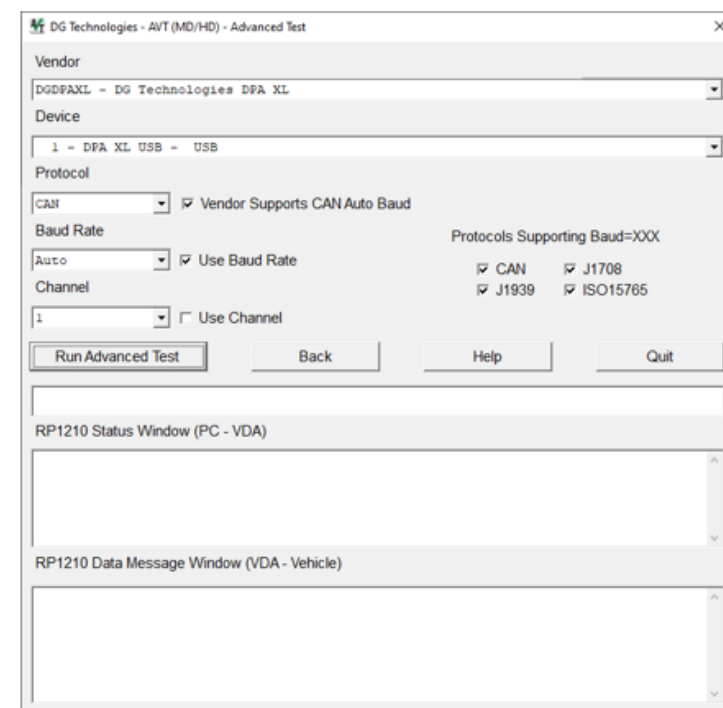 DG Technologies - AVT (MD/HD) - Advanced Test
Vendor
DGDPAXL - DG Technologies DPA XL
Device
1 - DPA XL USB - USB
Protocol
CAN Vendor Supports CAN Auto Baud
Baud Rate Protocols Supporting Baud=XXX
Auto Use Baud Rate CAN J1708
Channel J1939 ISO15765
1 Use Channel
Run Advanced Test Back Help Quit
RP1210 Status Window (PC - VDA)
RP1210 Data Message Window (VDA - Vehicle)